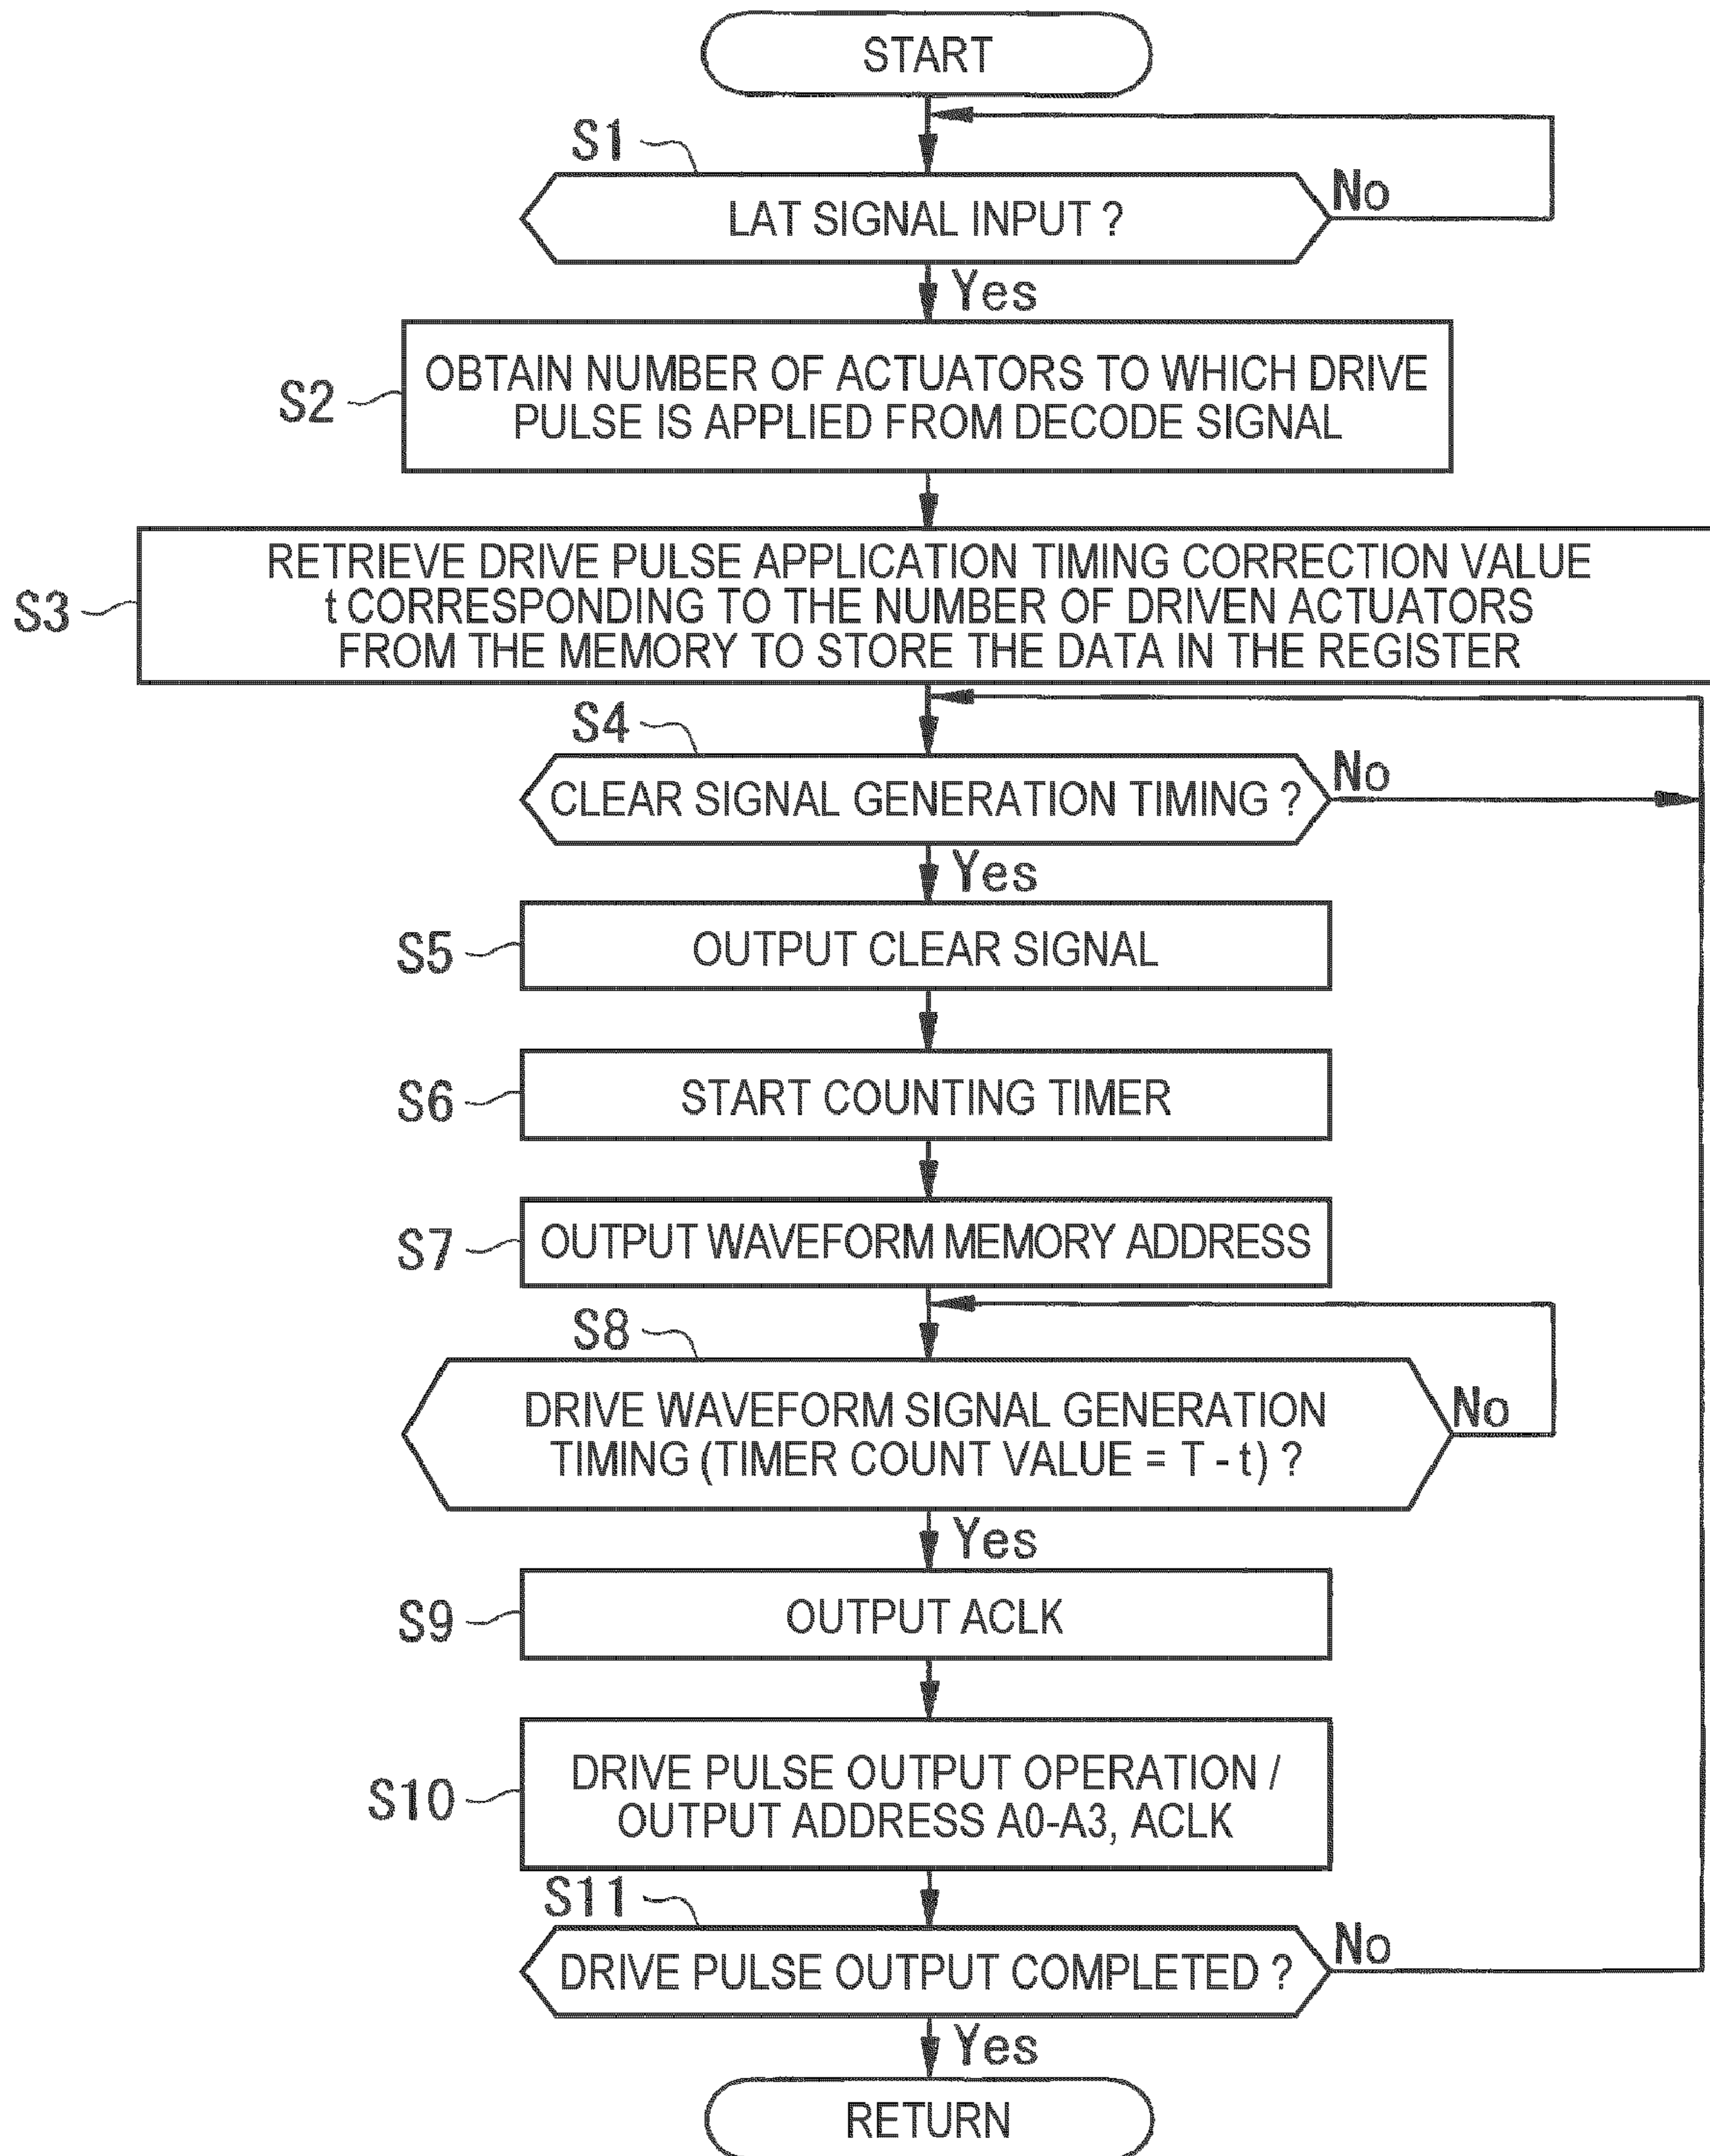 START
S1
LAT SIGNAL INPUT ?
No
Yes
S2
OBTAIN NUMBER OF ACTUATORS TO WHICH DRIVE
PULSE IS APPLIED FROM DECODE SIGNAL
S3
RETRIEVE DRIVE PULSE APPLICATION TIMING CORRECTION VALUE
t CORRESPONDING TO THE NUMBER OF DRIVEN ACTUATORS
FROM THE MEMORY TO STORE THE DATA IN THE REGISTER
S4
CLEAR SIGNAL GENERATION TIMING ?
No
Yes
S5
OUTPUT CLEAR SIGNAL
S6
START COUNTING TIMER
S7
OUTPUT WAVEFORM MEMORY ADDRESS
S8
DRIVE WAVEFORM SIGNAL GENERATION
TIMING (TIMER COUNT VALUE = T - t) ?
No
Yes
S9
OUTPUT ACLK
S10
DRIVE PULSE OUTPUT OPERATION /
OUTPUT ADDRESS A0-A3, ACLK
S11
DRIVE PULSE OUTPUT COMPLETED ?
No
Yes
RETURN